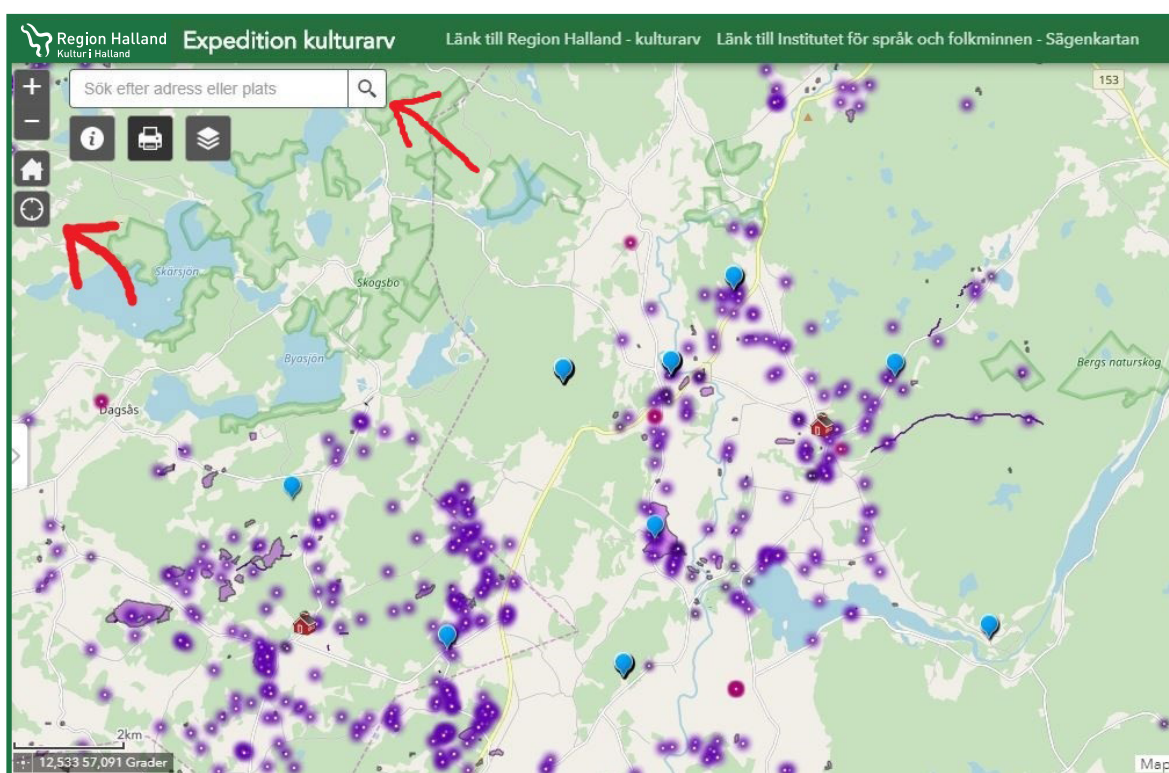 Region Halland
Kultur i Halland
Expedition kulturarv
Länk till Region Halland - kulturarv
Länk till Institutet för språk och folkminnen - Sägenkartan
Sök efter adress eller plats
153
Skärsjön
Skogsbo
Byasjön
Bergs naturskog
Dagsås
2km
12,533 57,091 Grader
Map